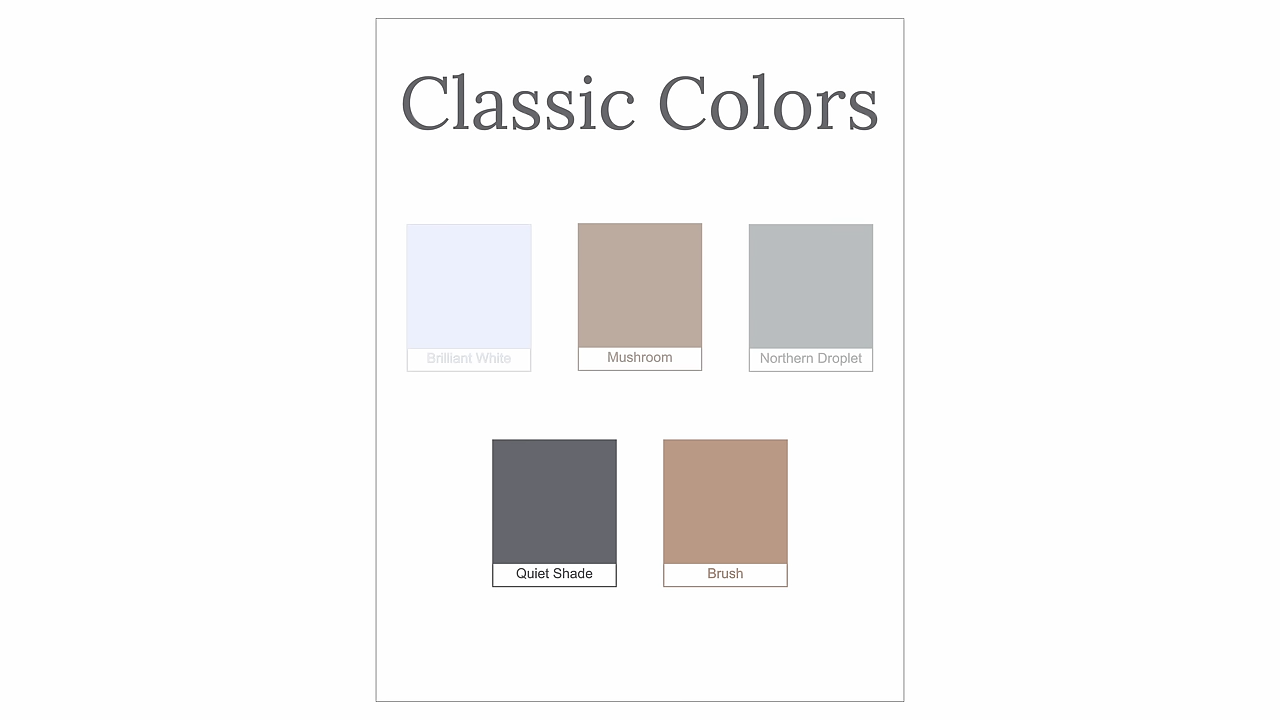 Classic Colors
Brilliant White
Mushroom
Northern Droplet
Quiet Shade
Brush